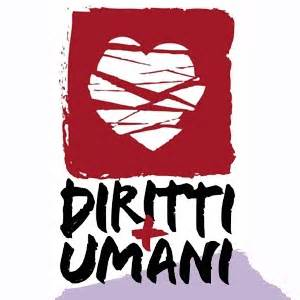 DIRITTI
+
UMANI